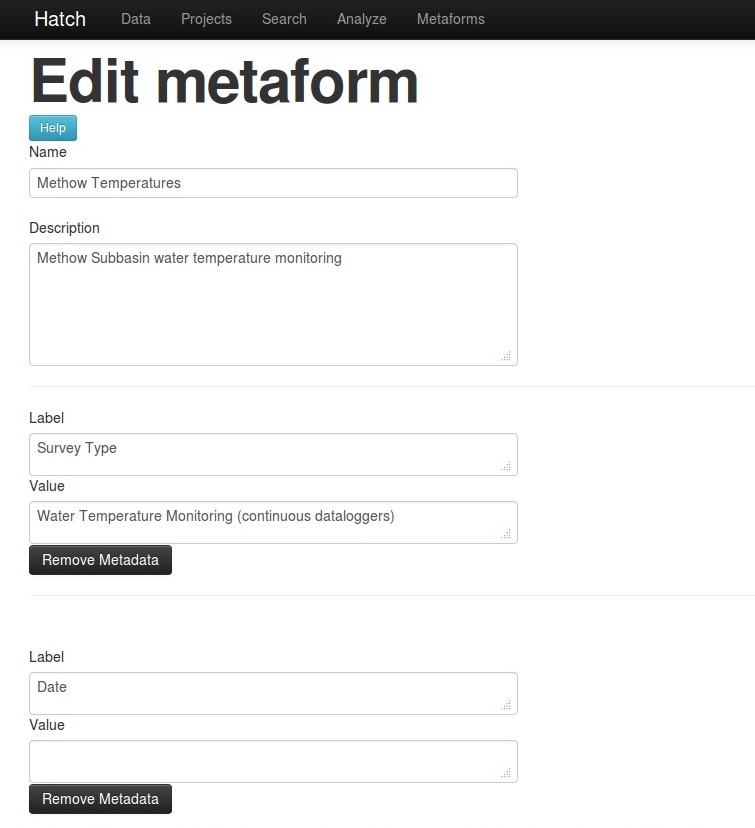 Hatch Data Projects Search Analyze Metaforms
Edit metaform
Help
Name
Methow Temperatures
Description
Methow Subbasin water temperature monitoring
Label
Survey Type
Value
Water Temperature Monitoring (continuous dataloggers)
Remove Metadata
Label
Date
Value
Remove Metadata